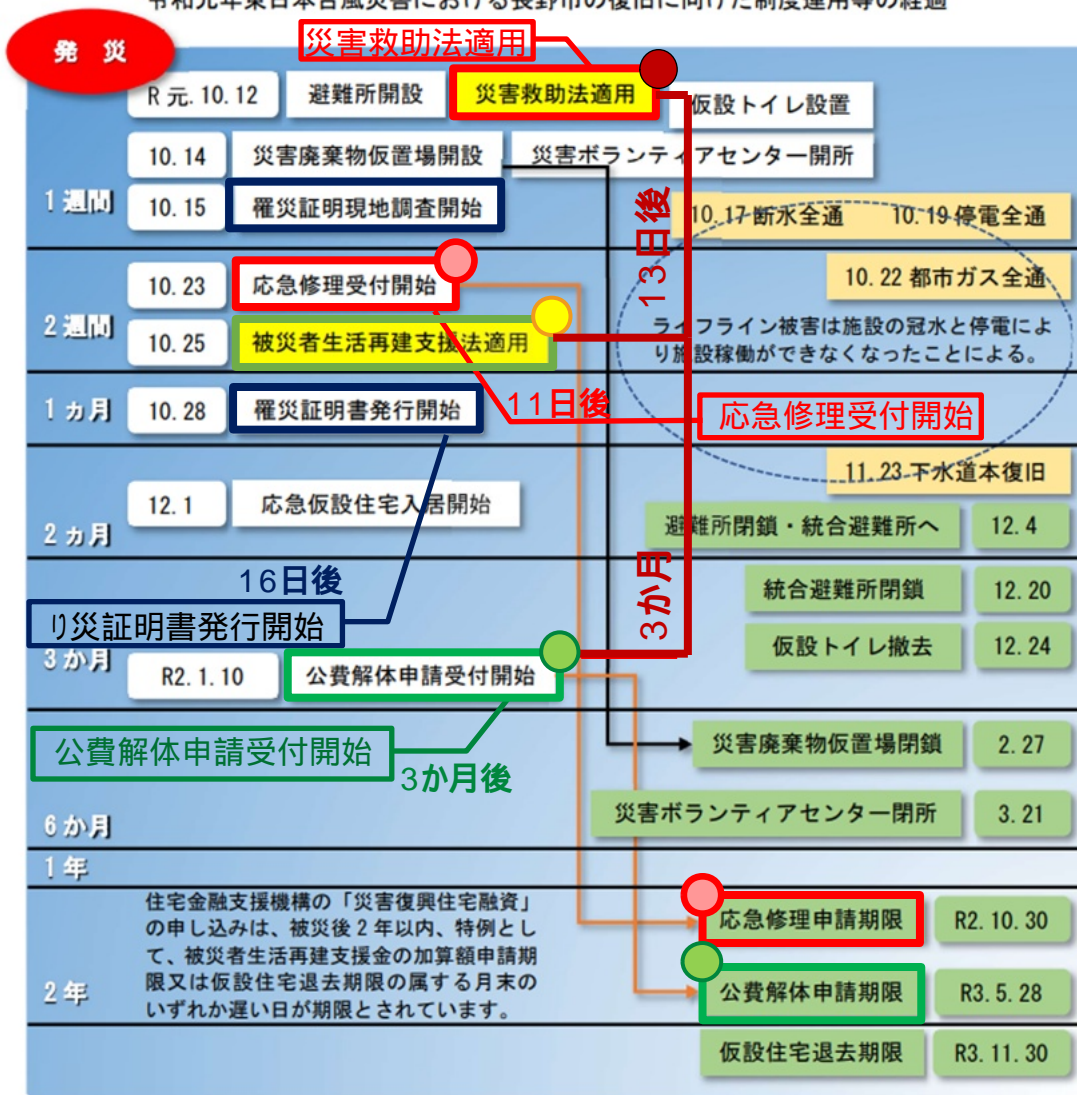 令和元年東日本台風災害における長野市の復旧に向けた制度運用等の経過
発 災
災害救助法適用
R元.10.12 避難所開設 災害救助法適用 仮設トイレ設置
10.14 災害廃棄物仮置場開設 災害ボランティアセンター開所
1週間
10.15 罹災証明現地調査開始
10.17断水全通 10.19停電全通
13日後
10.22都市ガス全通
10.23 応急修理受付開始
2週間
10.25 被災者生活再建支援法適用
ライフライン被害は施設の冠水と停電によ
り施設稼働ができなくなったことによる。
1ヵ月 10.28 罹災証明書発行開始
11日後
応急修理受付開始
11.23下水道本復旧
12.1 応急仮設住宅入居開始
2ヵ月
避難所閉鎖・統合避難所へ 12.4
3か月
16日後
統合避難所閉鎖 12.20
り災証明書発行開始
仮設トイレ撤去 12.24
3か月
R2.1.10 公費解体申請受付開始
公費解体申請受付開始
3か月後
災害廃棄物仮置場閉鎖 2.27
災害ボランティアセンター閉所 3.21
6か月
1年
住宅金融支援機構の「災害復興住宅融資」
の申し込みは、被災後2年以内、特例とし
て、被災者生活再建支援金の加算額申請期
限又は仮設住宅退去期限の属する月末の
いずれか遅い日が期限とされています。
2年
応急修理申請期限 R2.10.30
公費解体申請期限 R3.5.28
仮設住宅退去期限 R3.11.30